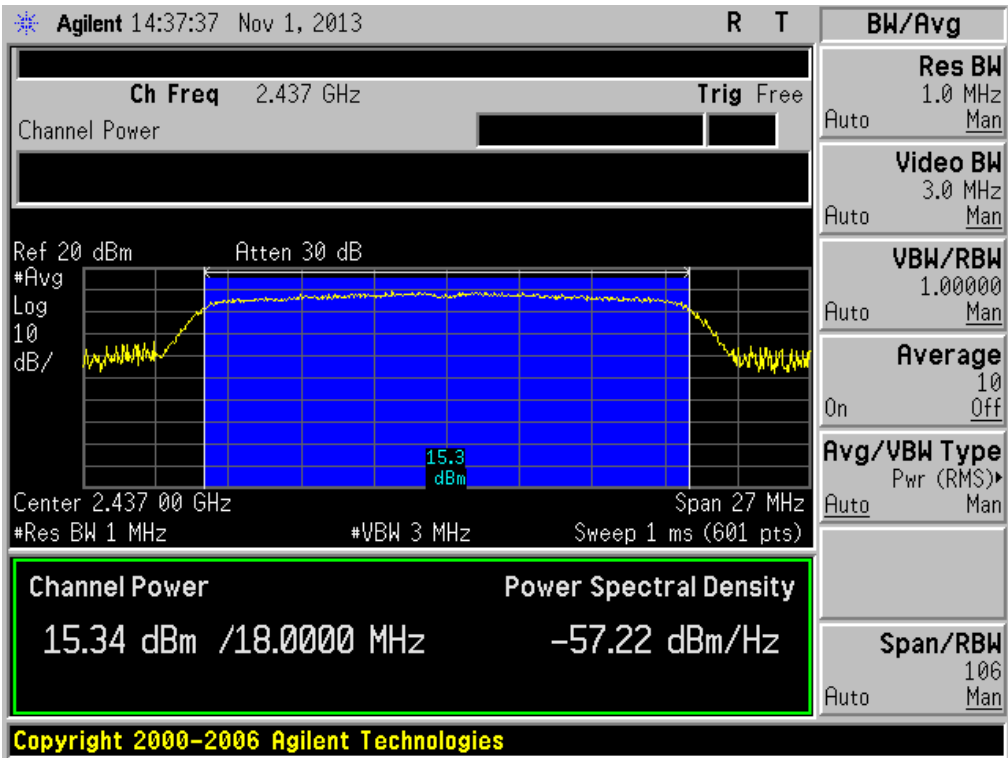 Agilent 14:37:37 Nov 1, 2013 R T
Ch Freq 2.437 GHz Trig Free
Channel Power
Ref 20 dBm Atten 30 dB
#Avg
Log
10
dB/
15.3
dBm
Center 2.437 00 GHz Span 27 MHz
#Res BW 1 MHz #VBW 3 MHz Sweep 1 ms (601 pts)
Channel Power Power Spectral Density
15.34 dBm /18.0000 MHz -57.22 dBm/Hz
Copyright 2000-2006 Agilent Technologies
BW/Avg
Res BW
1.0 MHz
Auto Man
Video BW
3.0 MHz
Auto Man
VBW/RBW
1.00000
Auto Man
Average
10
On Off
Avg/VBW Type
Pwr (RMS)▸
Auto Man
Span/RBW
106
Auto Man